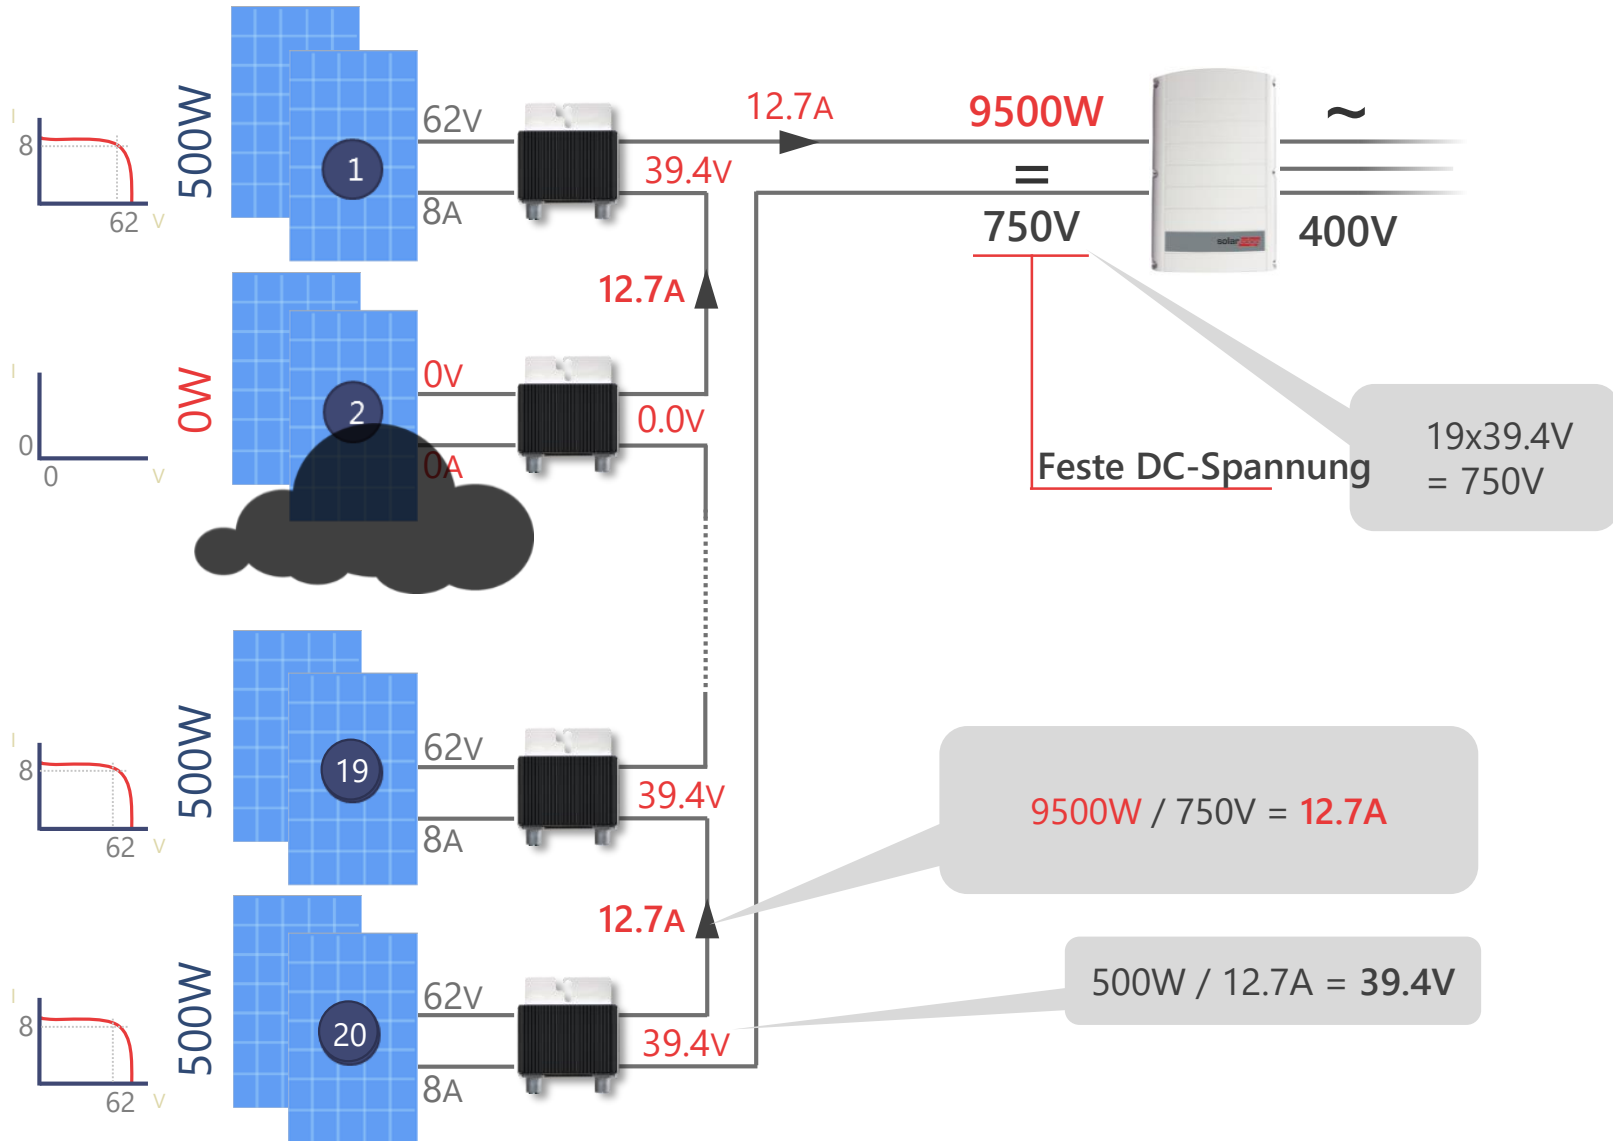 I
8
62
V
500W
1
62V
8A
12.7A
39.4V
9500W
=
750V
~
400V
solaredge
I
0
0
V
0W
2
0V
0A
12.7A
0.0V
Feste DC-Spannung
19x39.4V
= 750V
I
8
62
V
500W
19
62V
8A
39.4V
9500W / 750V = 12.7A
12.7A
I
8
62
V
500W
20
62V
8A
39.4V
500W / 12.7A = 39.4V